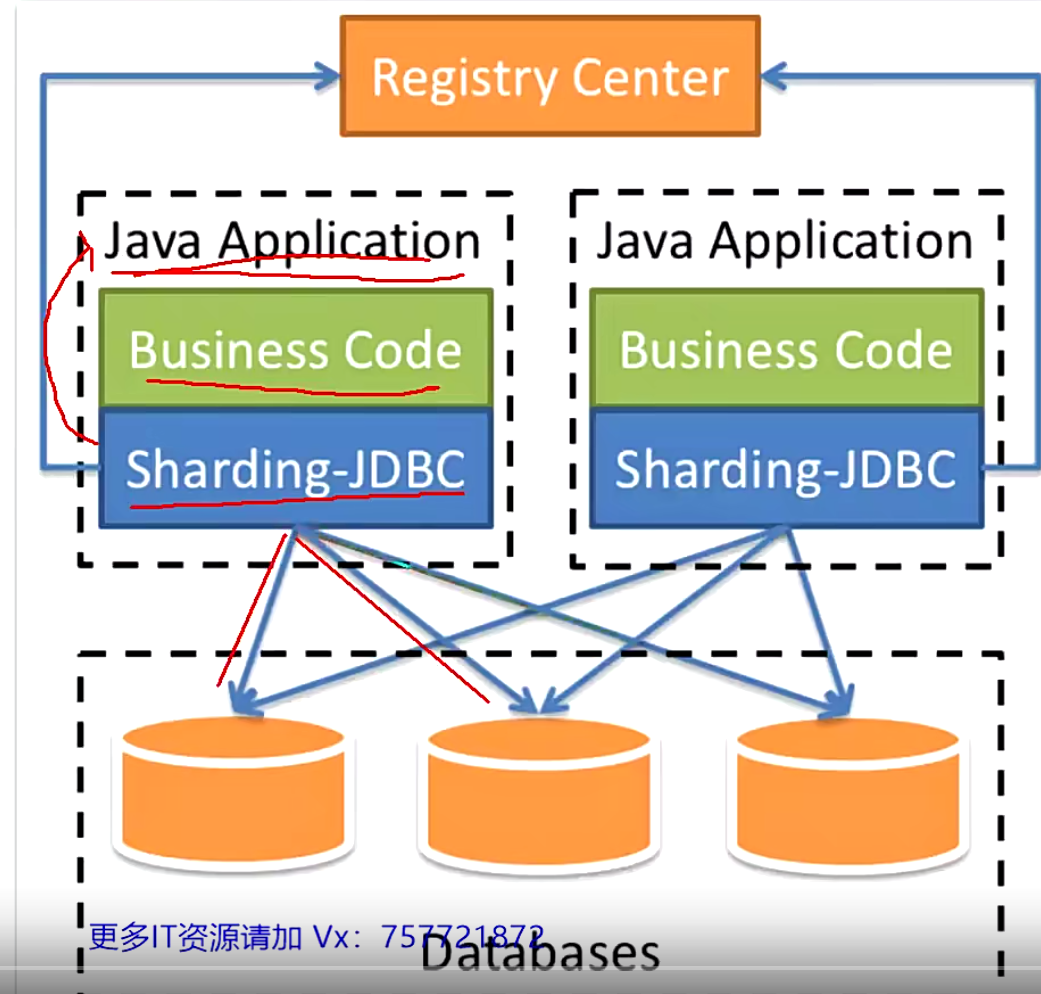 Registry Center
Java Application
Java Application
Business Code
Business Code
Sharding-JDBC
Sharding-JDBC
更多IT资源请加 Vx：757721872
Databases